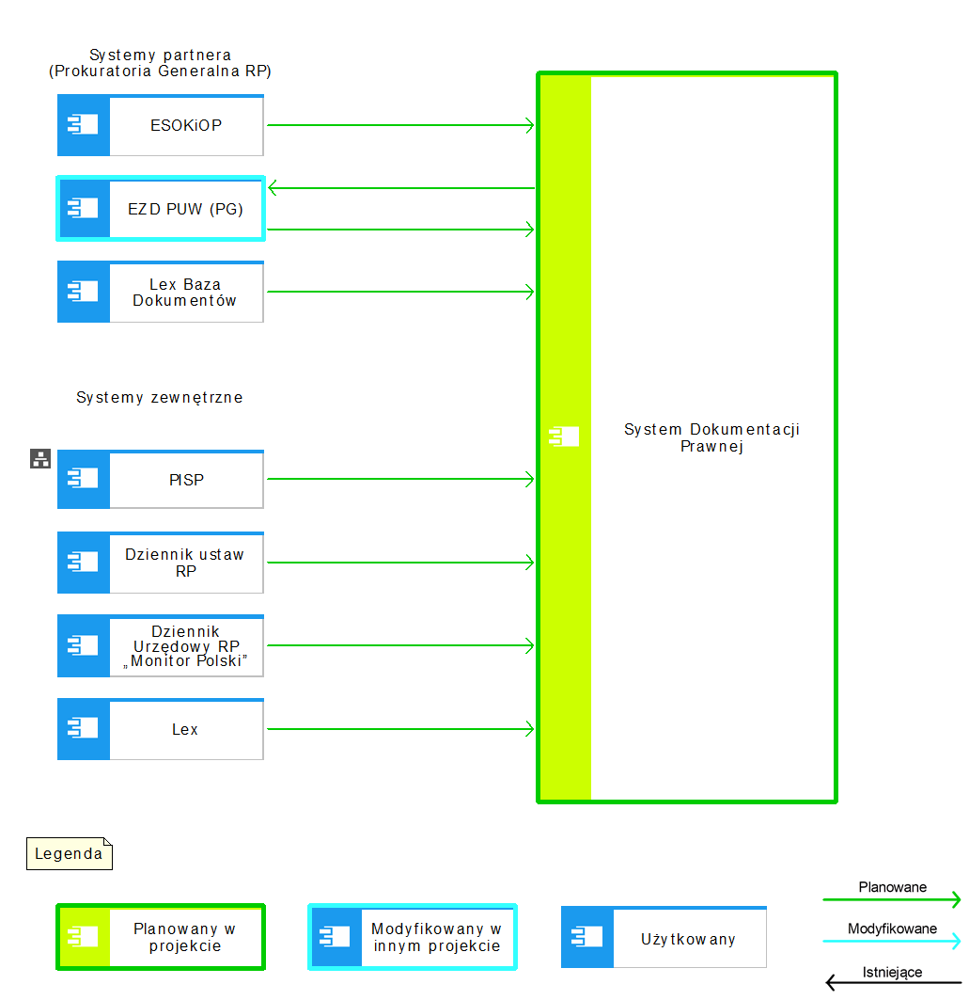 Systemy partnera
(Prokuratoria Generalna RP)
ESOKiOP
EZD PUW (PG)
Lex Baza
Dokumentów
Systemy zewnętrzne
PISP
Dziennik ustaw
RP
Dziennik
Urzędowy RP
„Monitor Polski”
Lex
System Dokumentacji
Prawnej
Legenda
Planowany w
projekcie
Modyfikowany w
innym projekcie
Użytkowany
Planowane
Modyfikowane
Istniejące